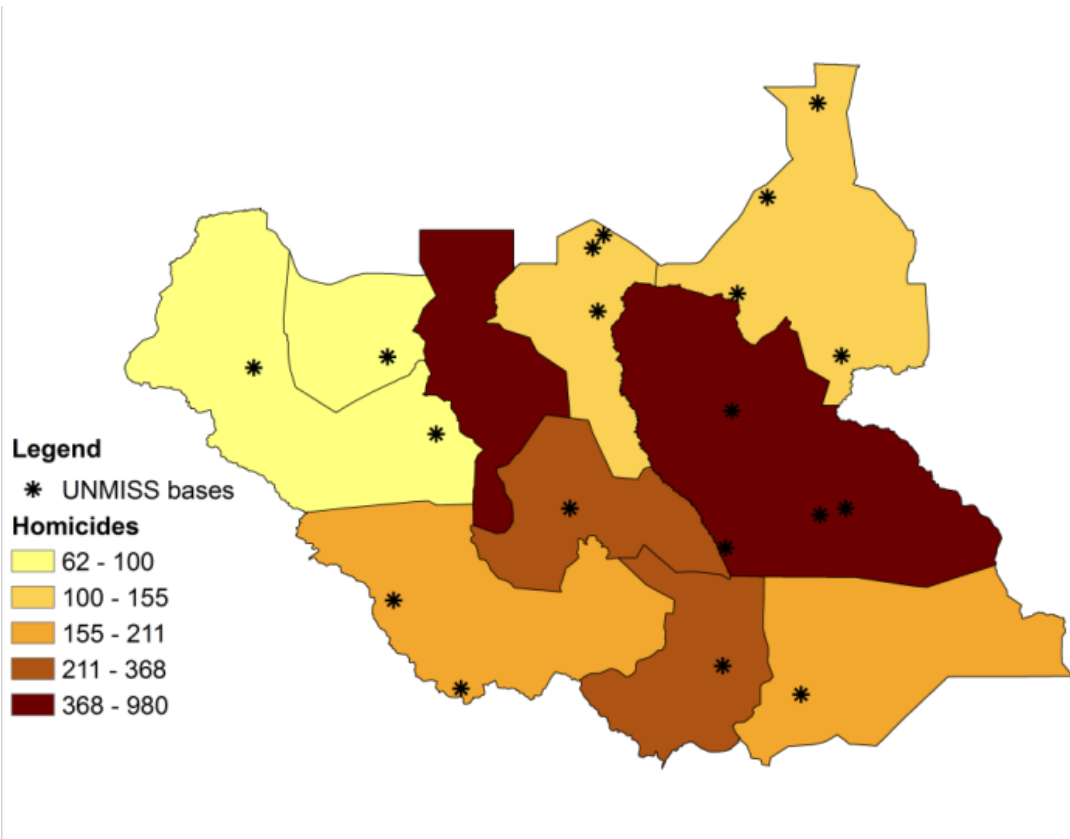 Legend
UNMISS bases
Homicides
62 - 100
100 - 155
155 - 211
211 - 368
368 - 980